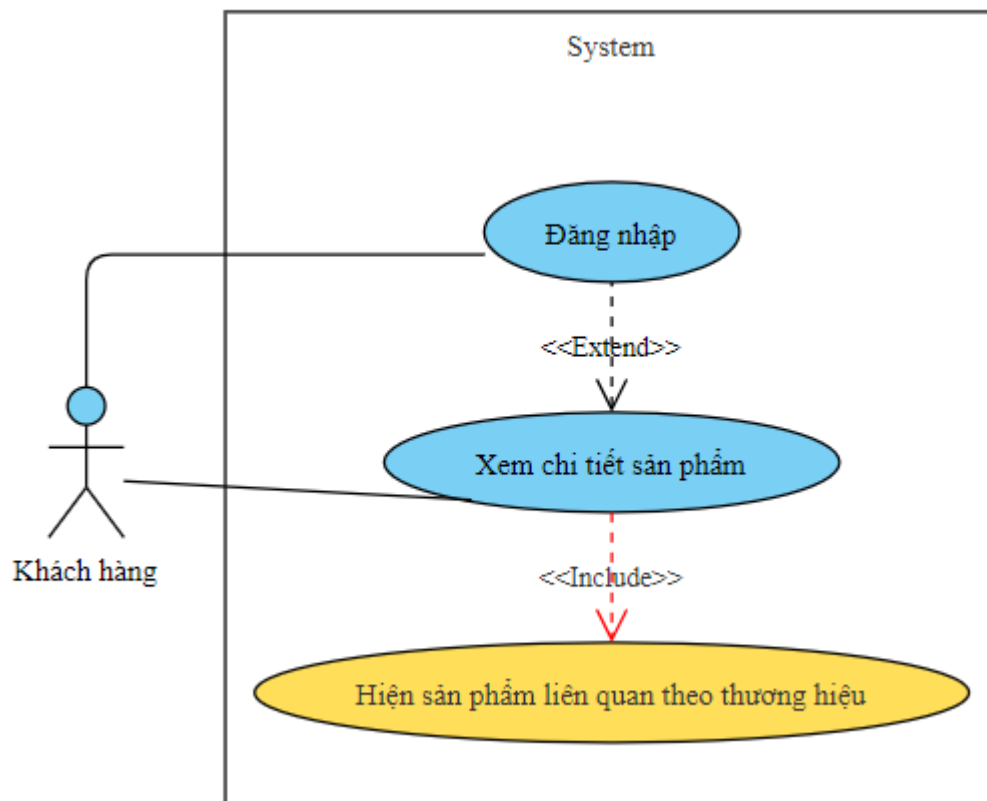 System
Đăng nhập
<<Extend>>
Xem chi tiết sản phẩm
Khách hàng
<<Include>>
Hiện sản phẩm liên quan theo thương hiệu